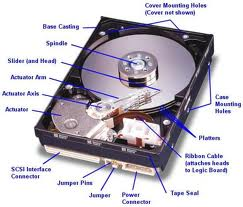 Cover Mounting Holes
(Cover not shown)
Base Casting
Spindle
Slider (and Head)
Actuator Arm
Actuator Axis
Actuator
Case
Mounting
Holes
Platters
Ribbon Cable
(attaches heads
to Logic Board)
SCSI Interface
Connector
Jumper Pins
Jumper
Power
Connector
Tape Seal